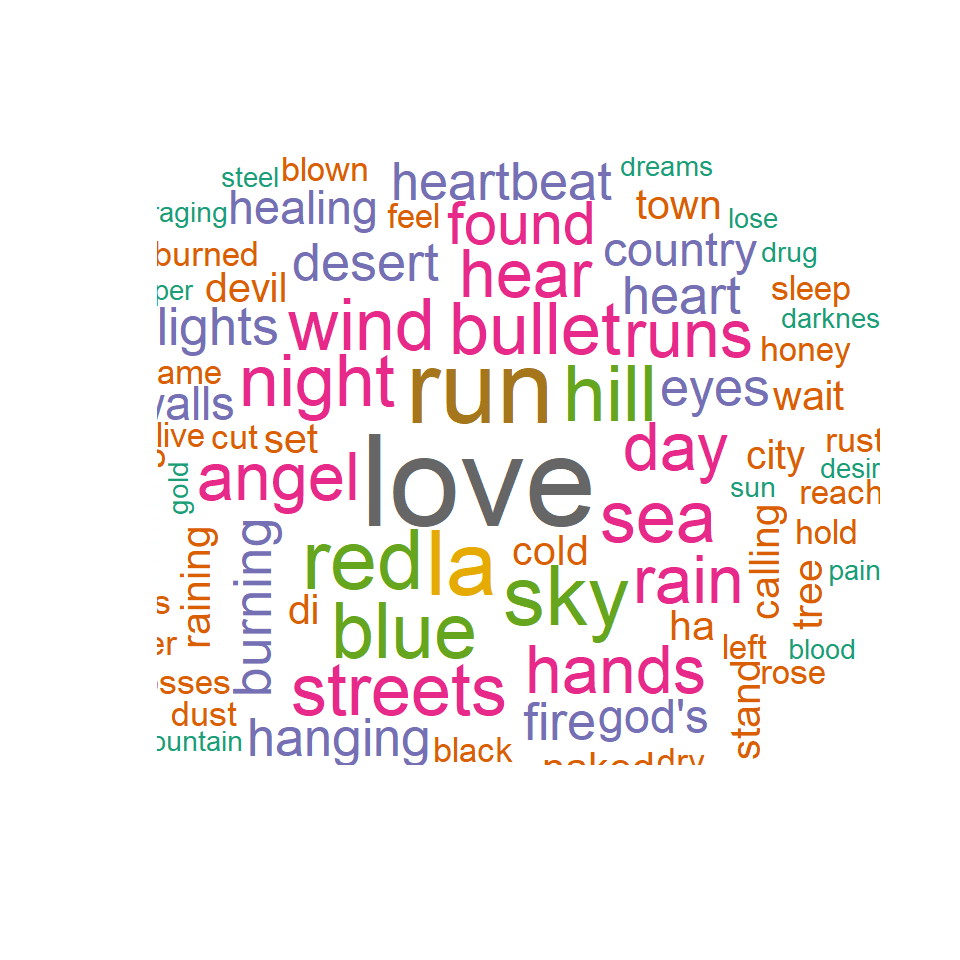 steel blown heartbeat dreams
raging healing feel found town lose
burned desert hear country drug
per devil heart sleep
lights wind bullet runs darknes
ame night run hill eyes honey
valls wait
live cut set love day city rust
gold angel sea sun desir
reach
raining burning red la cold sky rain calling hold
tree pain
s di blue ha
er left blood
sses streets hands stand rose
dust hanging fire god's
ountain black naked dry